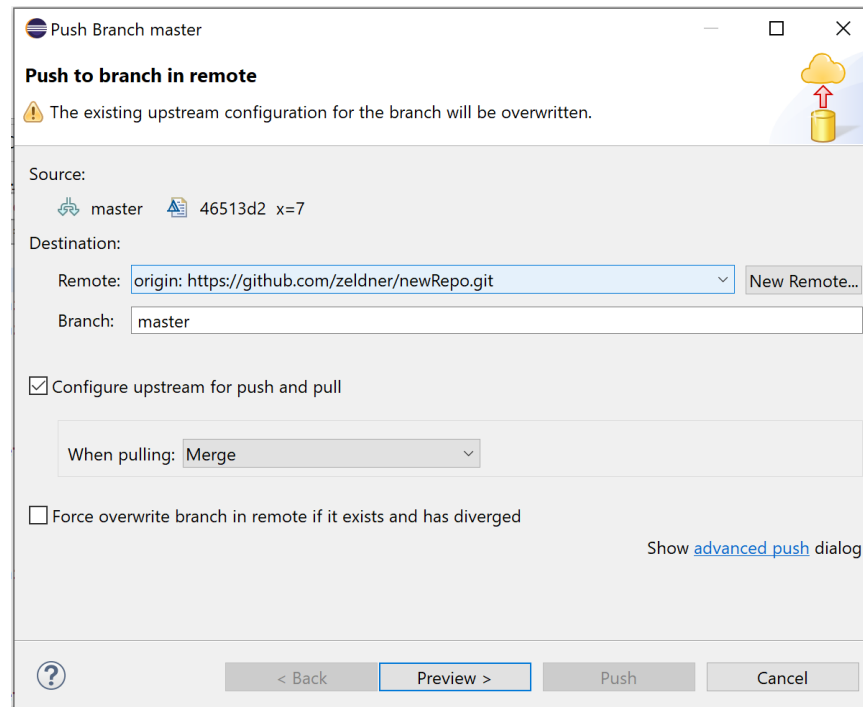 Push Branch master
Push to branch in remote
The existing upstream configuration for the branch will be overwritten.
Source:
master 46513d2 x=7
Destination:
Remote: origin: https://github.com/zeldner/newRepo.git New Remote...
Branch: master
Configure upstream for push and pull
When pulling: Merge
Force overwrite branch in remote if it exists and has diverged
Show advanced push dialog
? < Back Preview > Push Cancel